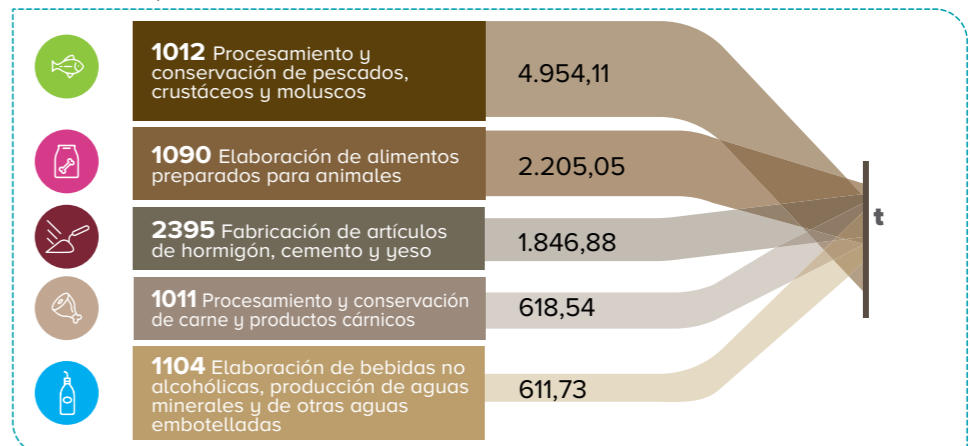 1012 Procesamiento y
conservación de pescados,
crustáceos y moluscos
4.954,11
1090 Elaboración de alimentos
preparados para animales
2.205,05
2395 Fabricación de artículos
de hormigón, cemento y yeso
1.846,88
1011 Procesamiento y conservación
de carne y productos cárnicos
618,54
1104 Elaboración de bebidas no
alcohólicas, producción de aguas
minerales y de otras aguas
embotelladas
611,73
t